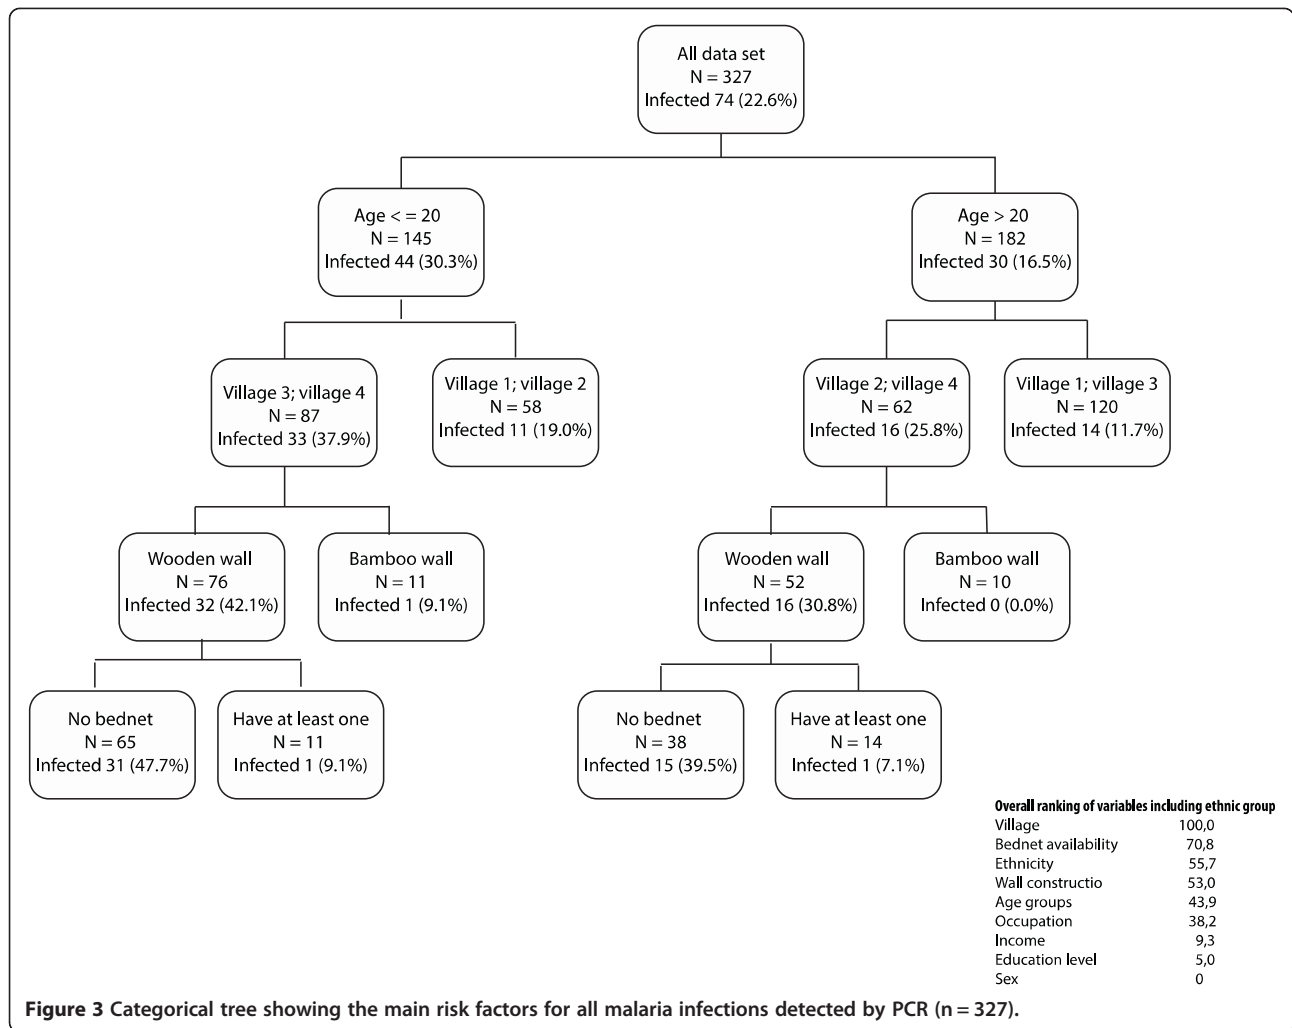 All data set
N = 327
Infected 74 (22.6%)
Age < = 20
N = 145
Infected 44 (30.3%)
Age > 20
N = 182
Infected 30 (16.5%)
Village 3; village 4
N = 87
Infected 33 (37.9%)
Village 1; village 2
N = 58
Infected 11 (19.0%)
Village 2; village 4
N = 62
Infected 16 (25.8%)
Village 1; village 3
N = 120
Infected 14 (11.7%)
Wooden wall
N = 76
Infected 32 (42.1%)
Bamboo wall
N = 11
Infected 1 (9.1%)
Wooden wall
N = 52
Infected 16 (30.8%)
Bamboo wall
N = 10
Infected 0 (0.0%)
No bednet
N = 65
Infected 31 (47.7%)
Have at least one
N = 11
Infected 1 (9.1%)
No bednet
N = 38
Infected 15 (39.5%)
Have at least one
N = 14
Infected 1 (7.1%)
Overall ranking of variables including ethnic group
Village 100,0
Bednet availability 70,8
Ethnicity 55,7
Wall constructio 53,0
Age groups 43,9
Occupation 38,2
Income 9,3
Education level 5,0
Sex 0
Figure 3 Categorical tree showing the main risk factors for all malaria infections detected by PCR (n = 327).